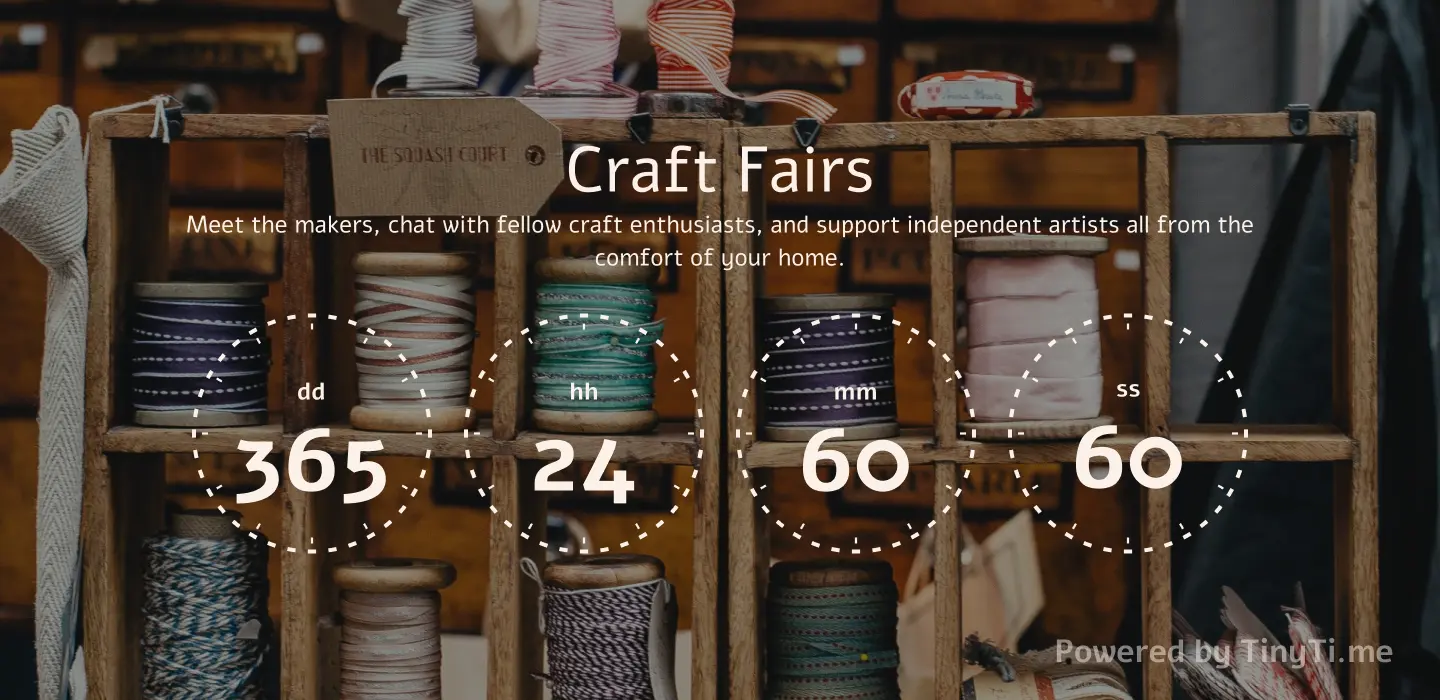 THE SQUASH COURT
Craft Fairs
Meet the makers, chat with fellow craft enthusiasts, and support independent artists all from the
comfort of your home.
dd
hh
mm
ss
365
24
60
60
Powered by TinyTi.me